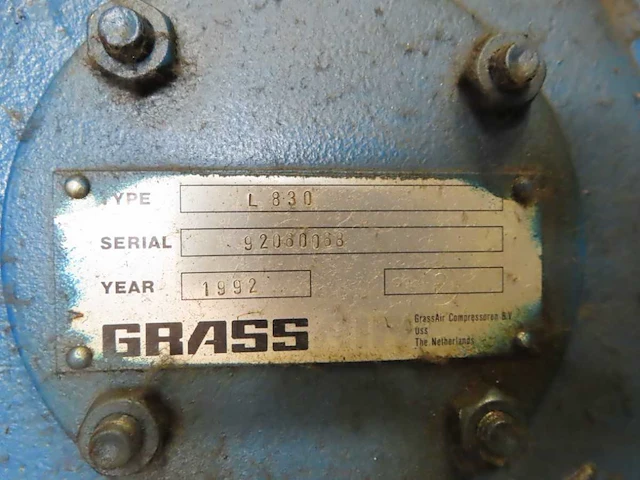 TYPE L 830
SERIAL
YEAR 1992
GRASS
GrassAir Compressoren B.V.
Oss
The Netherlands